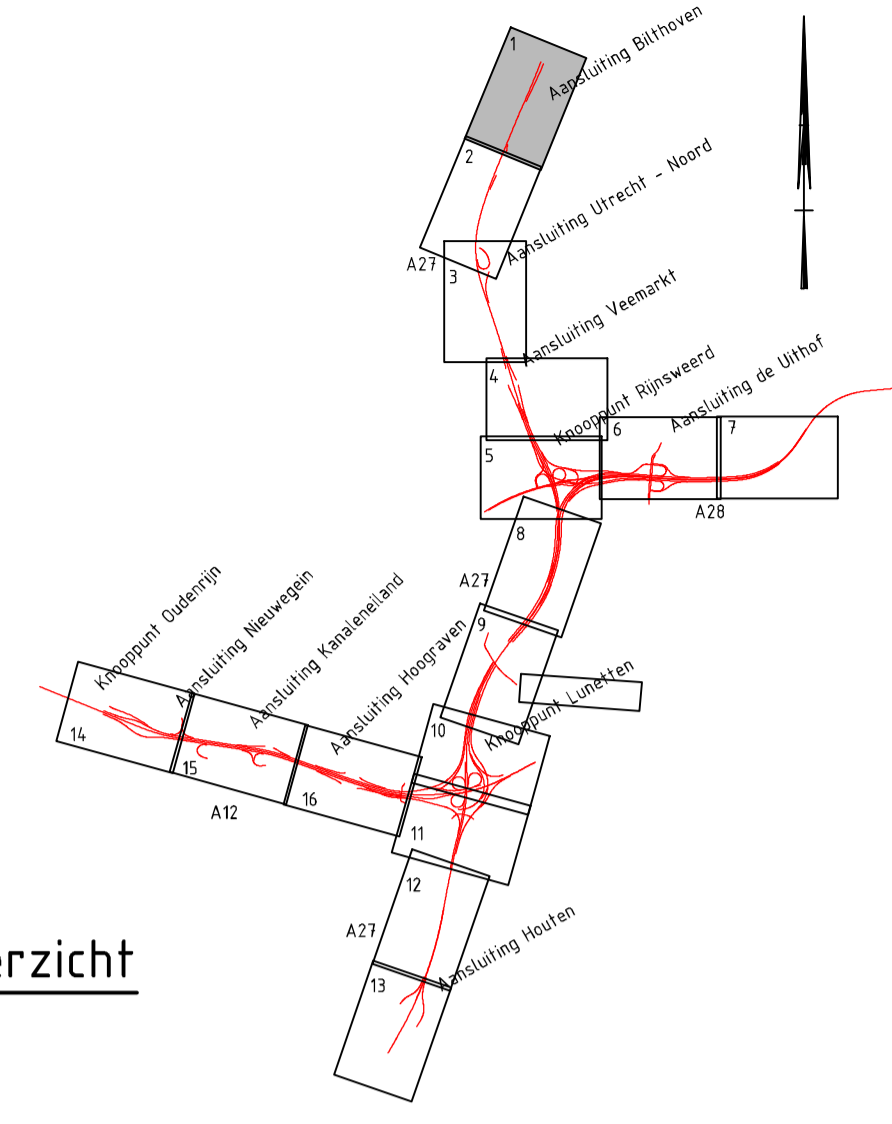 1
Aansluiting Bilthoven
2
Aansluiting Utrecht - Noord
A27
3
Aansluiting Veemarkt
4
Knooppunt Rijnsweerd
Aansluiting de Uithof
5
6
7
A28
8
A27
9
Knooppunt Lunetten
10
Knooppunt Oudenrijn
Aansluiting Nieuwegein
Aansluiting Kanaleneiland
Aansluiting Hoograven
14
15
16
A12
11
12
A27
Aansluiting Houten
13
erzicht